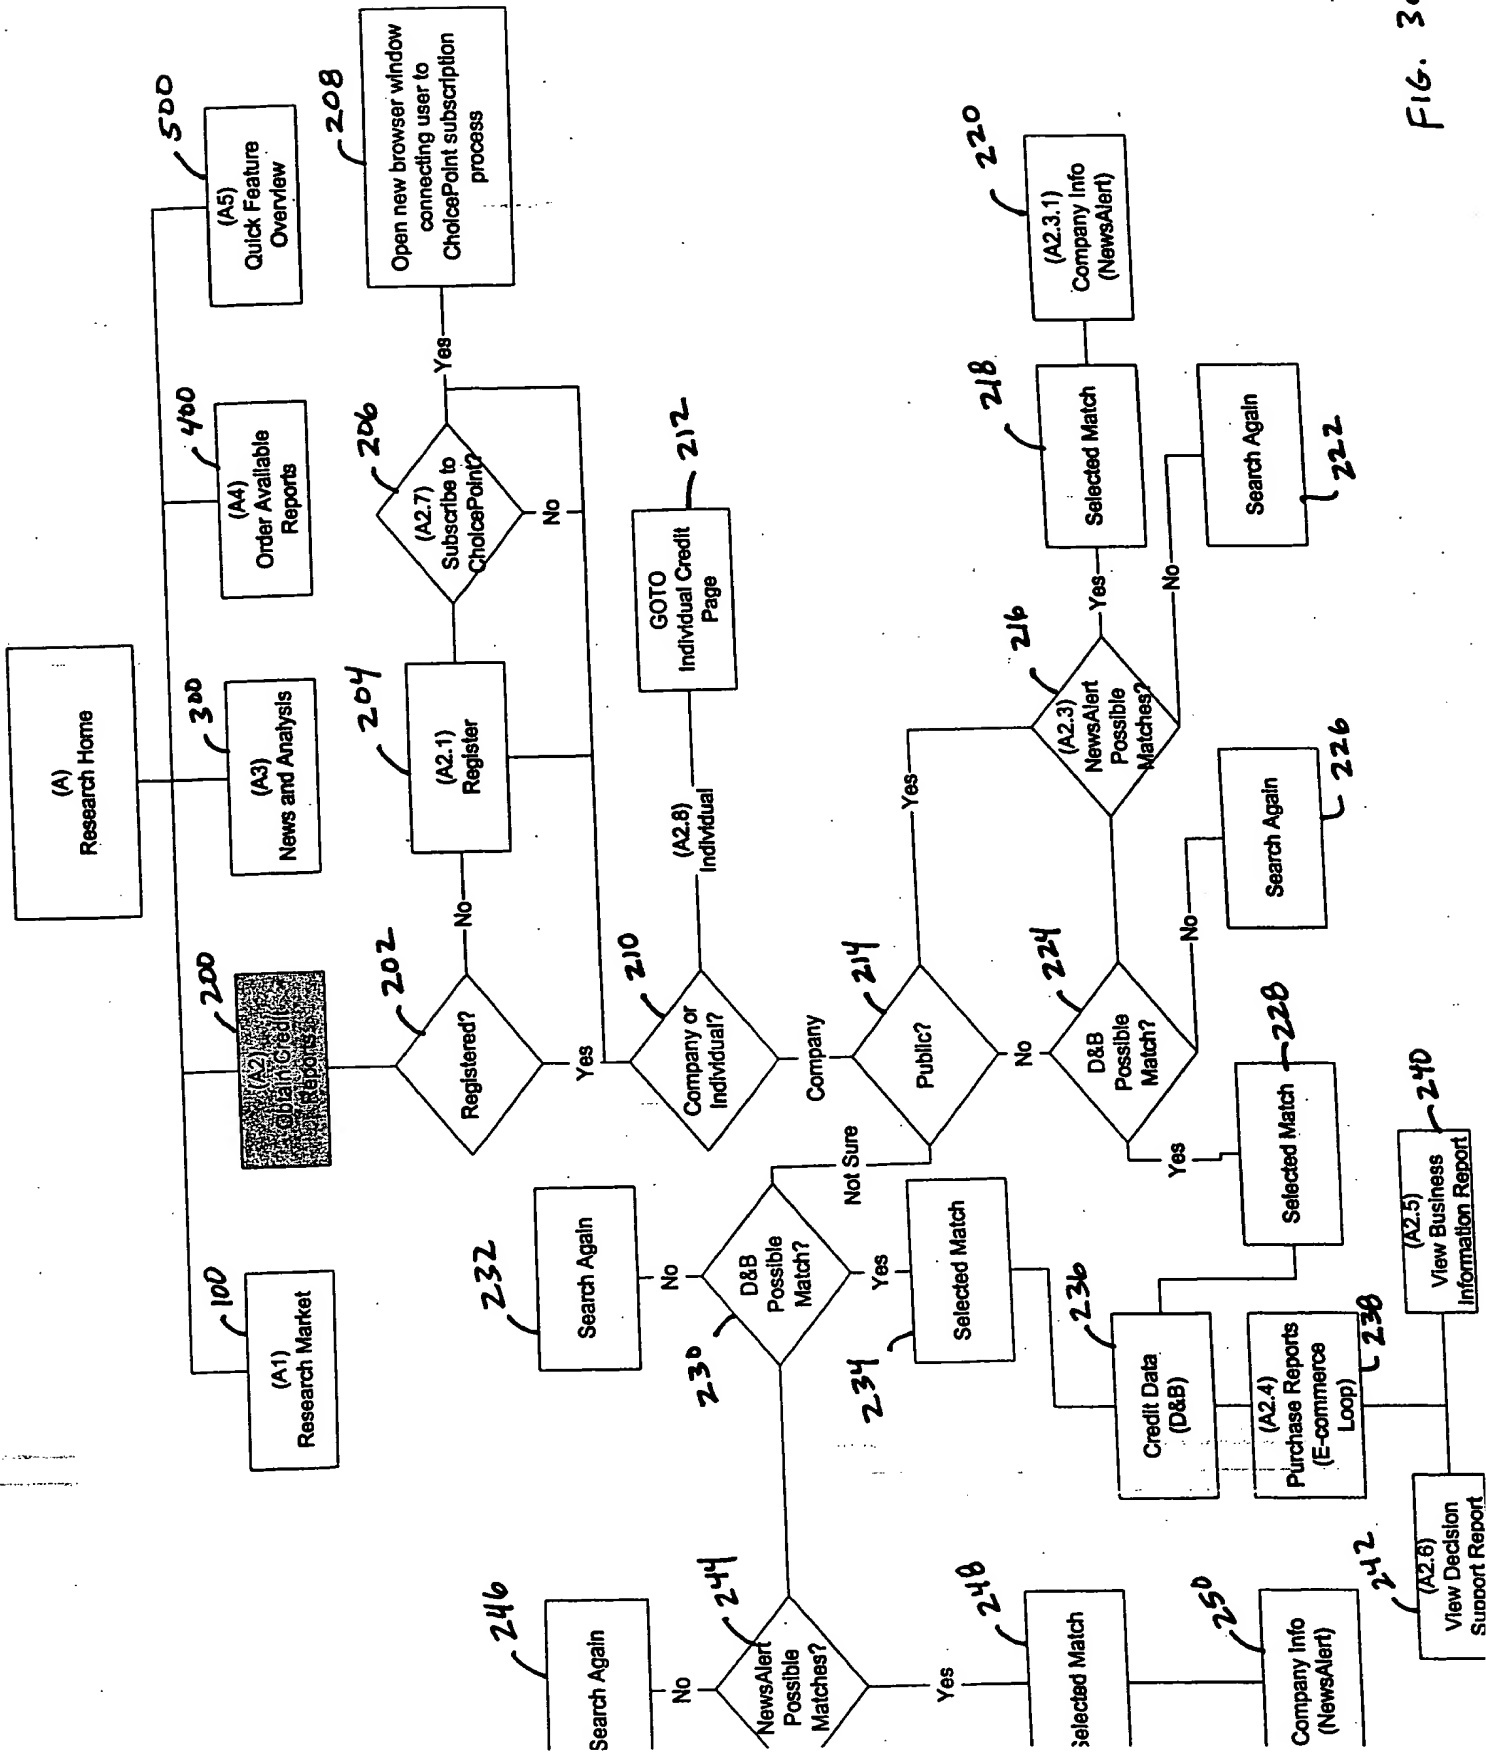 (A)
Research Home
100
(A1)
Research Market
200
(A2)
Obtain Credit
Reports
300
(A3)
News and Analysis
400
(A4)
Order Available
Reports
500
(A5)
Quick Feature
Overview
202
Registered?
No
Yes
204
(A2.1)
Register
206
(A2.7)
Subscribe to
ChoicePoint?
Yes
No
208
Open new browser window
connecting user to
ChoicePoint subscription
process
210
Company or
Individual?
(A2.8)
Individual
212
GOTO
Individual Credit
Page
Company
214
Public?
Yes
No
Not Sure
216
(A2.3)
NewsAlert
Possible
Matches?
Yes
No
218
Selected Match
220
(A2.3.1)
Company Info
(NewsAlert)
222
Search Again
224
D&B
Possible
Match?
No
Yes
226
Search Again
228
Selected Match
230
D&B
Possible
Match?
No
Yes
232
Search Again
234
Selected Match
236
Credit Data
(D&B)
238
(A2.4)
Purchase Reports
(E-commerce
Loop)
240
(A2.5)
View Business
Information Report
242
(A2.6)
View Decision
Support Report
244
NewsAlert
Possible
Matches?
No
Yes
246
Search Again
248
Selected Match
250
Company Info
(NewsAlert)
FIG.